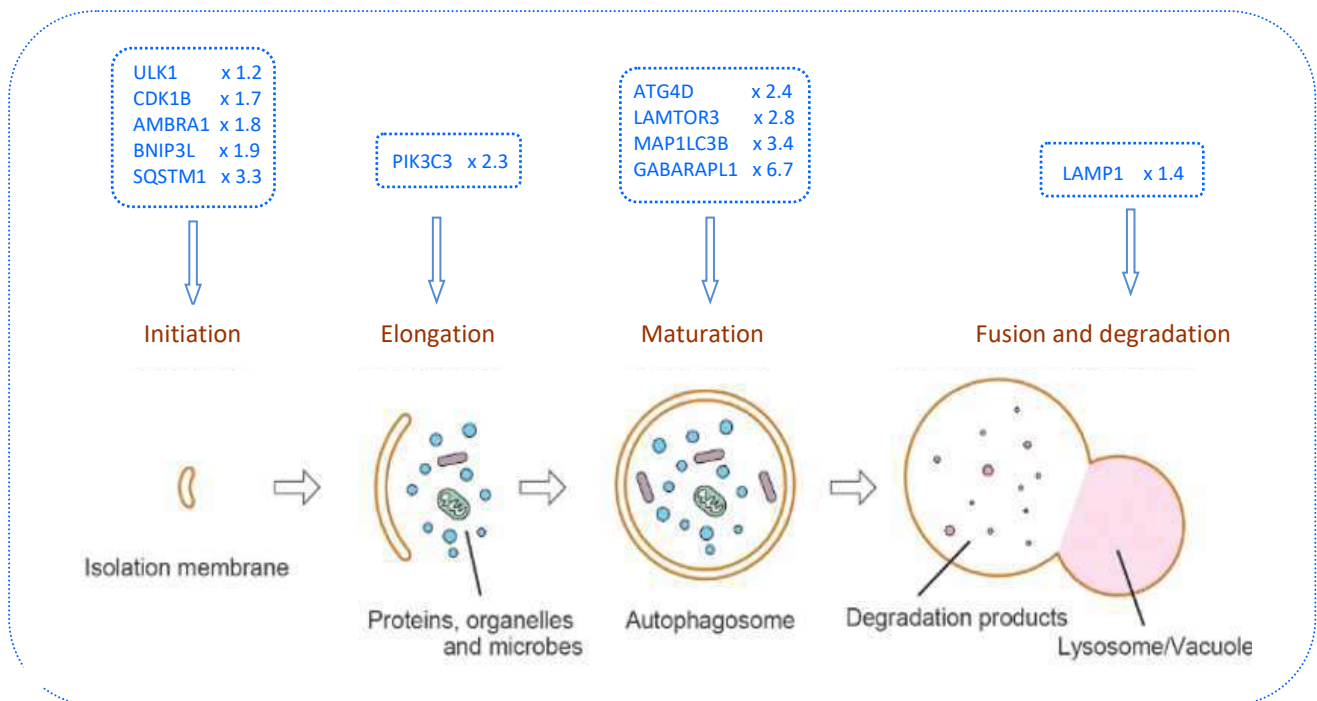 ULK1 x 1.2
CDK1B x 1.7
AMBRA1 x 1.8
BNIP3L x 1.9
SQSTM1 x 3.3
PIK3C3 x 2.3
ATG4D x 2.4
LAMTOR3 x 2.8
MAP1LC3B x 3.4
GABARAPL1 x 6.7
LAMP1 x 1.4
Initiation
Elongation
Maturation
Fusion and degradation
Isolation membrane
Proteins, organelles
and microbes
Autophagosome
Degradation products
Lysosome/Vacuole